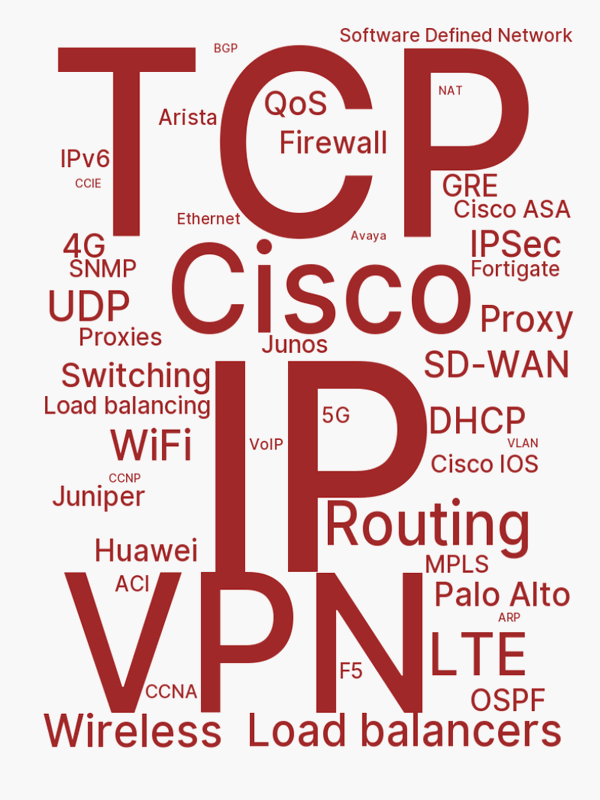 Software Defined Network
BGP
TCP
QoS
NAT
Arista
Firewall
IPv6
CCIE
GRE
Cisco ASA
Ethernet
Avaya
4G
IPSec
SNMP
Fortigate
Cisco
UDP
Proxy
Proxies
Junos
SD-WAN
Switching
Load balancing
IP
5G
DHCP
WiFi
VoIP
VLAN
Cisco IOS
CCNP
Juniper
Routing
Huawei
MPLS
ACI
VPN
Palo Alto
ARP
LTE
F5
CCNA
OSPF
Wireless
Load balancers